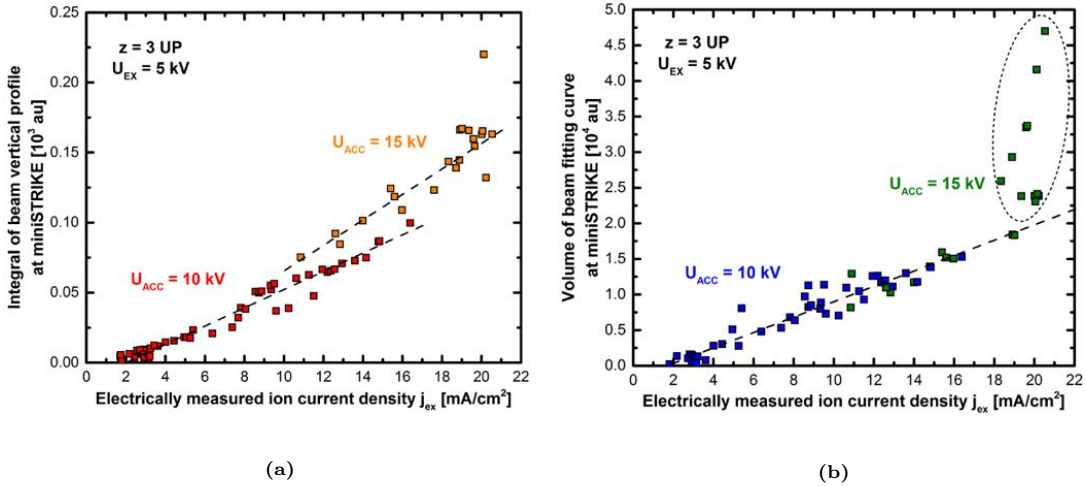 z = 3 UP
U_EX = 5 kV
U_ACC = 15 kV
U_ACC = 10 kV
Integral of beam vertical profile
at miniSTRIKE [10³ au]
0.25
0.20
0.15
0.10
0.05
0.00
0 2 4 6 8 10 12 14 16 18 20 22
Electrically measured ion current density j_ex [mA/cm²]
(a)
z = 3 UP
U_EX = 5 kV
U_ACC = 15 kV
U_ACC = 10 kV
Volume of beam fitting curve
at miniSTRIKE [10⁴ au]
5.0
4.5
4.0
3.5
3.0
2.5
2.0
1.5
1.0
0.5
0.0
0 2 4 6 8 10 12 14 16 18 20 22
Electrically measured ion current density j_ex [mA/cm²]
(b)